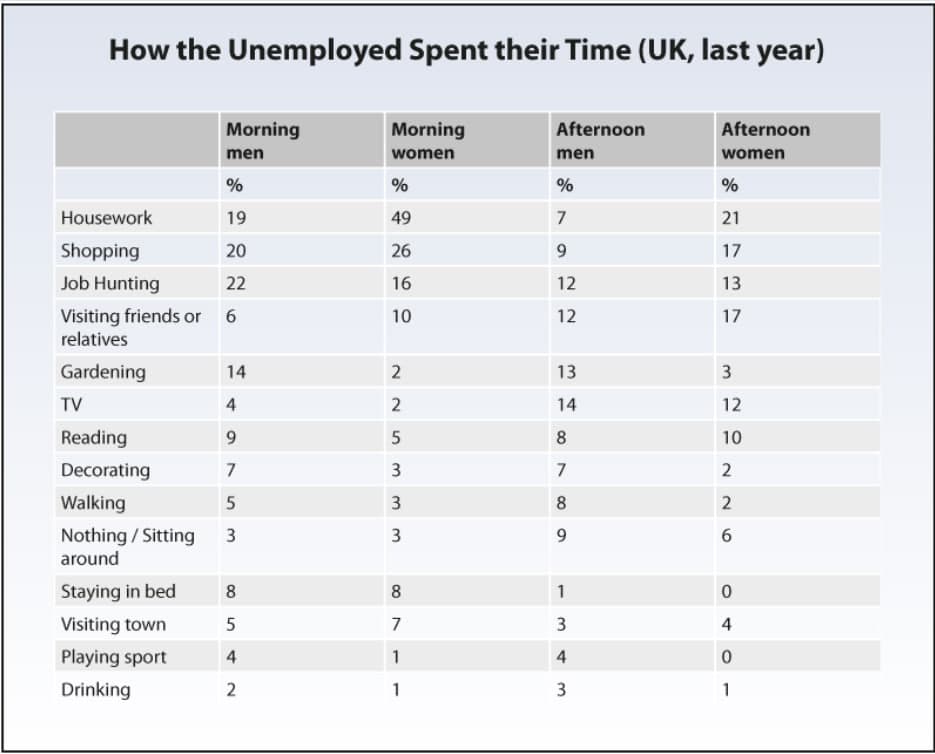 How the Unemployed Spent their Time (UK, last year)
Morning men Morning women Afternoon men Afternoon women
% % % %
Housework 19 49 7 21
Shopping 20 26 9 17
Job Hunting 22 16 12 13
Visiting friends or relatives 6 10 12 17
Gardening 14 2 13 3
TV 4 2 14 12
Reading 9 5 8 10
Decorating 7 3 7 2
Walking 5 3 8 2
Nothing / Sitting around 3 3 9 6
Staying in bed 8 8 1 0
Visiting town 5 7 3 4
Playing sport 4 1 4 0
Drinking 2 1 3 1